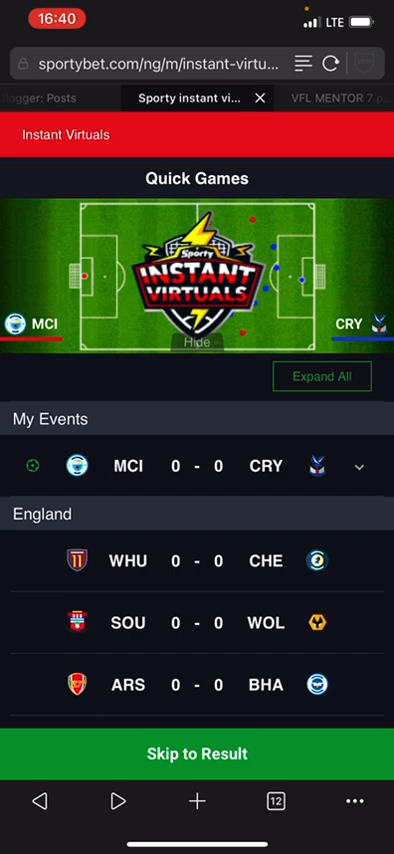 16:40
LTE
sportybet.com/ng/m/instant-virtu...
logger: Posts
Sporty instant vi...
VFL MENTOR 7 p
Instant Virtuals
Quick Games
Sporty
INSTANT
VIRTUALS
MCI
CRY
Hide
Expand All
My Events
MCI 0 - 0 CRY
England
WHU 0 - 0 CHE
SOU 0 - 0 WOL
ARS 0 - 0 BHA
Skip to Result
12